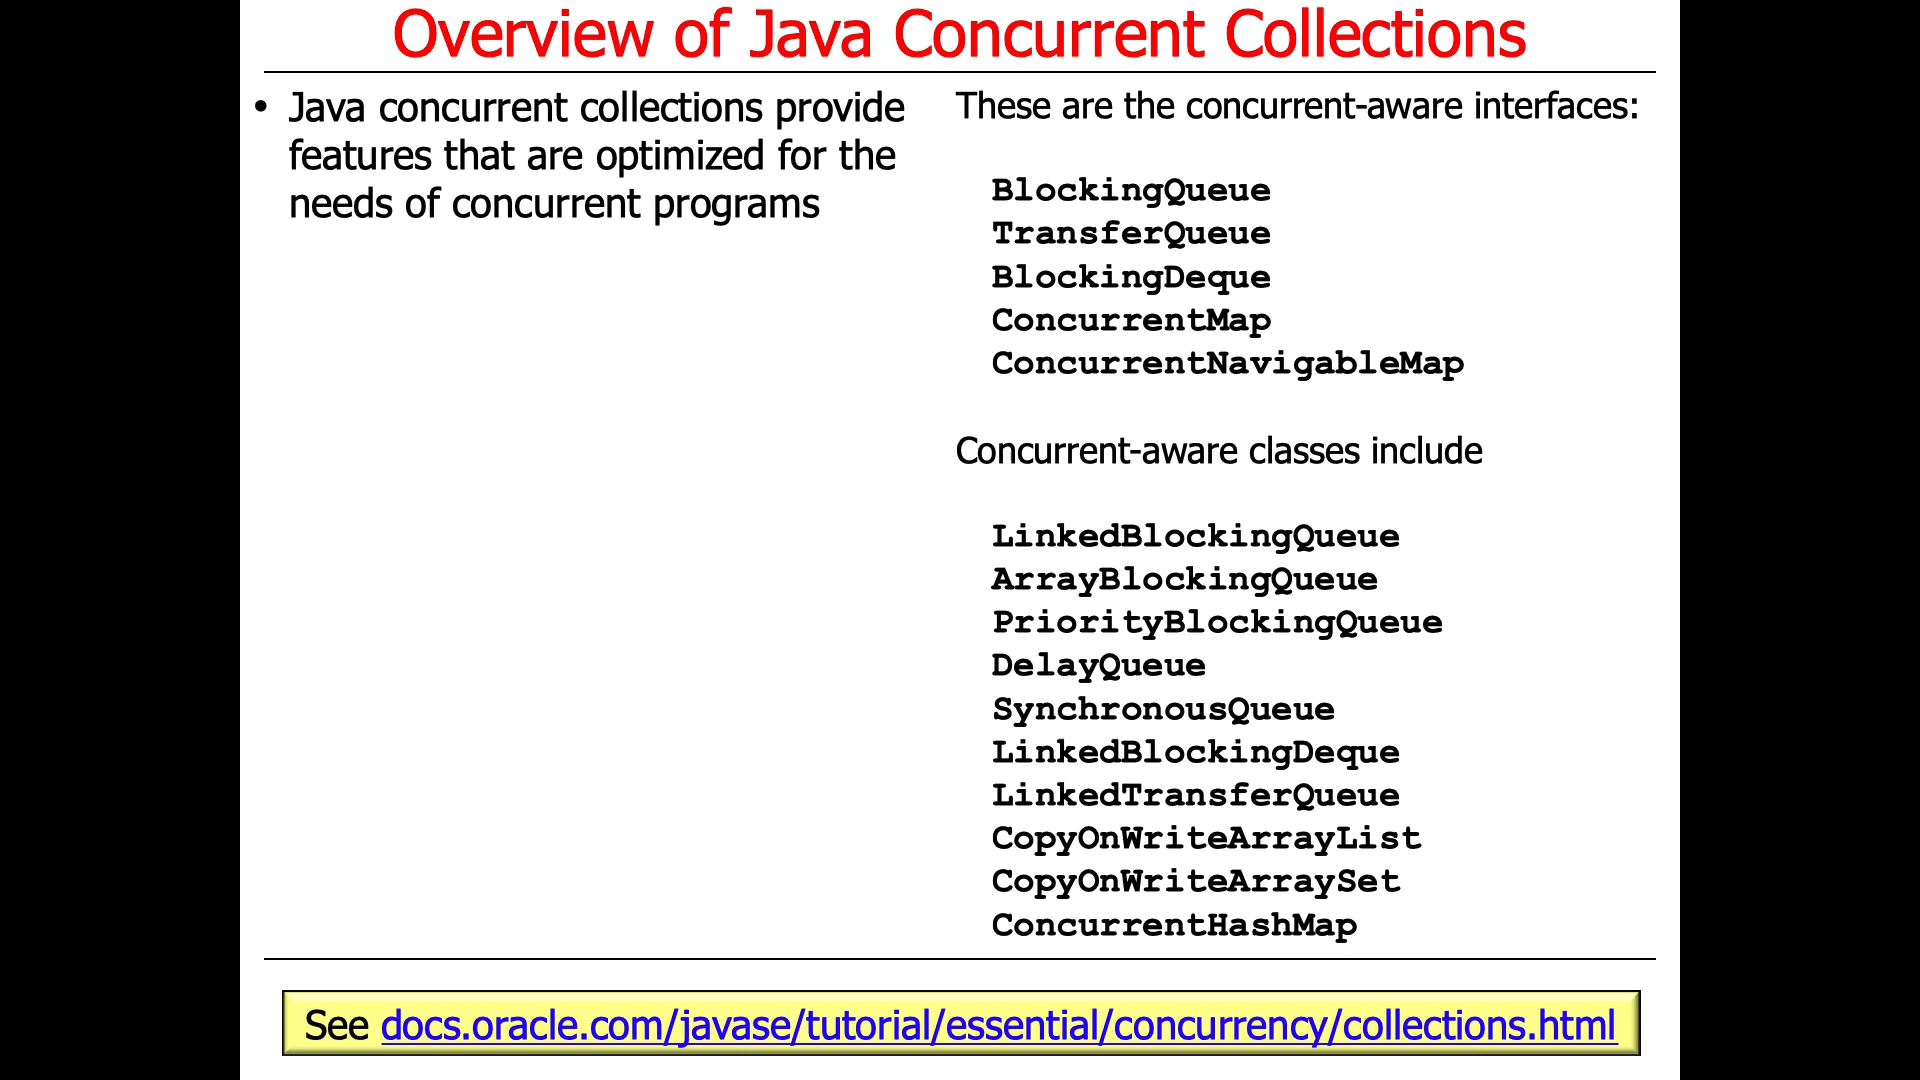 Overview of Java Concurrent Collections
• Java concurrent collections provide
features that are optimized for the
needs of concurrent programs
These are the concurrent-aware interfaces:
BlockingQueue
TransferQueue
BlockingDeque
ConcurrentMap
ConcurrentNavigableMap
Concurrent-aware classes include
LinkedBlockingQueue
ArrayBlockingQueue
PriorityBlockingQueue
DelayQueue
SynchronousQueue
LinkedBlockingDeque
LinkedTransferQueue
CopyOnWriteArrayList
CopyOnWriteArraySet
ConcurrentHashMap
See docs.oracle.com/javase/tutorial/essential/concurrency/collections.html